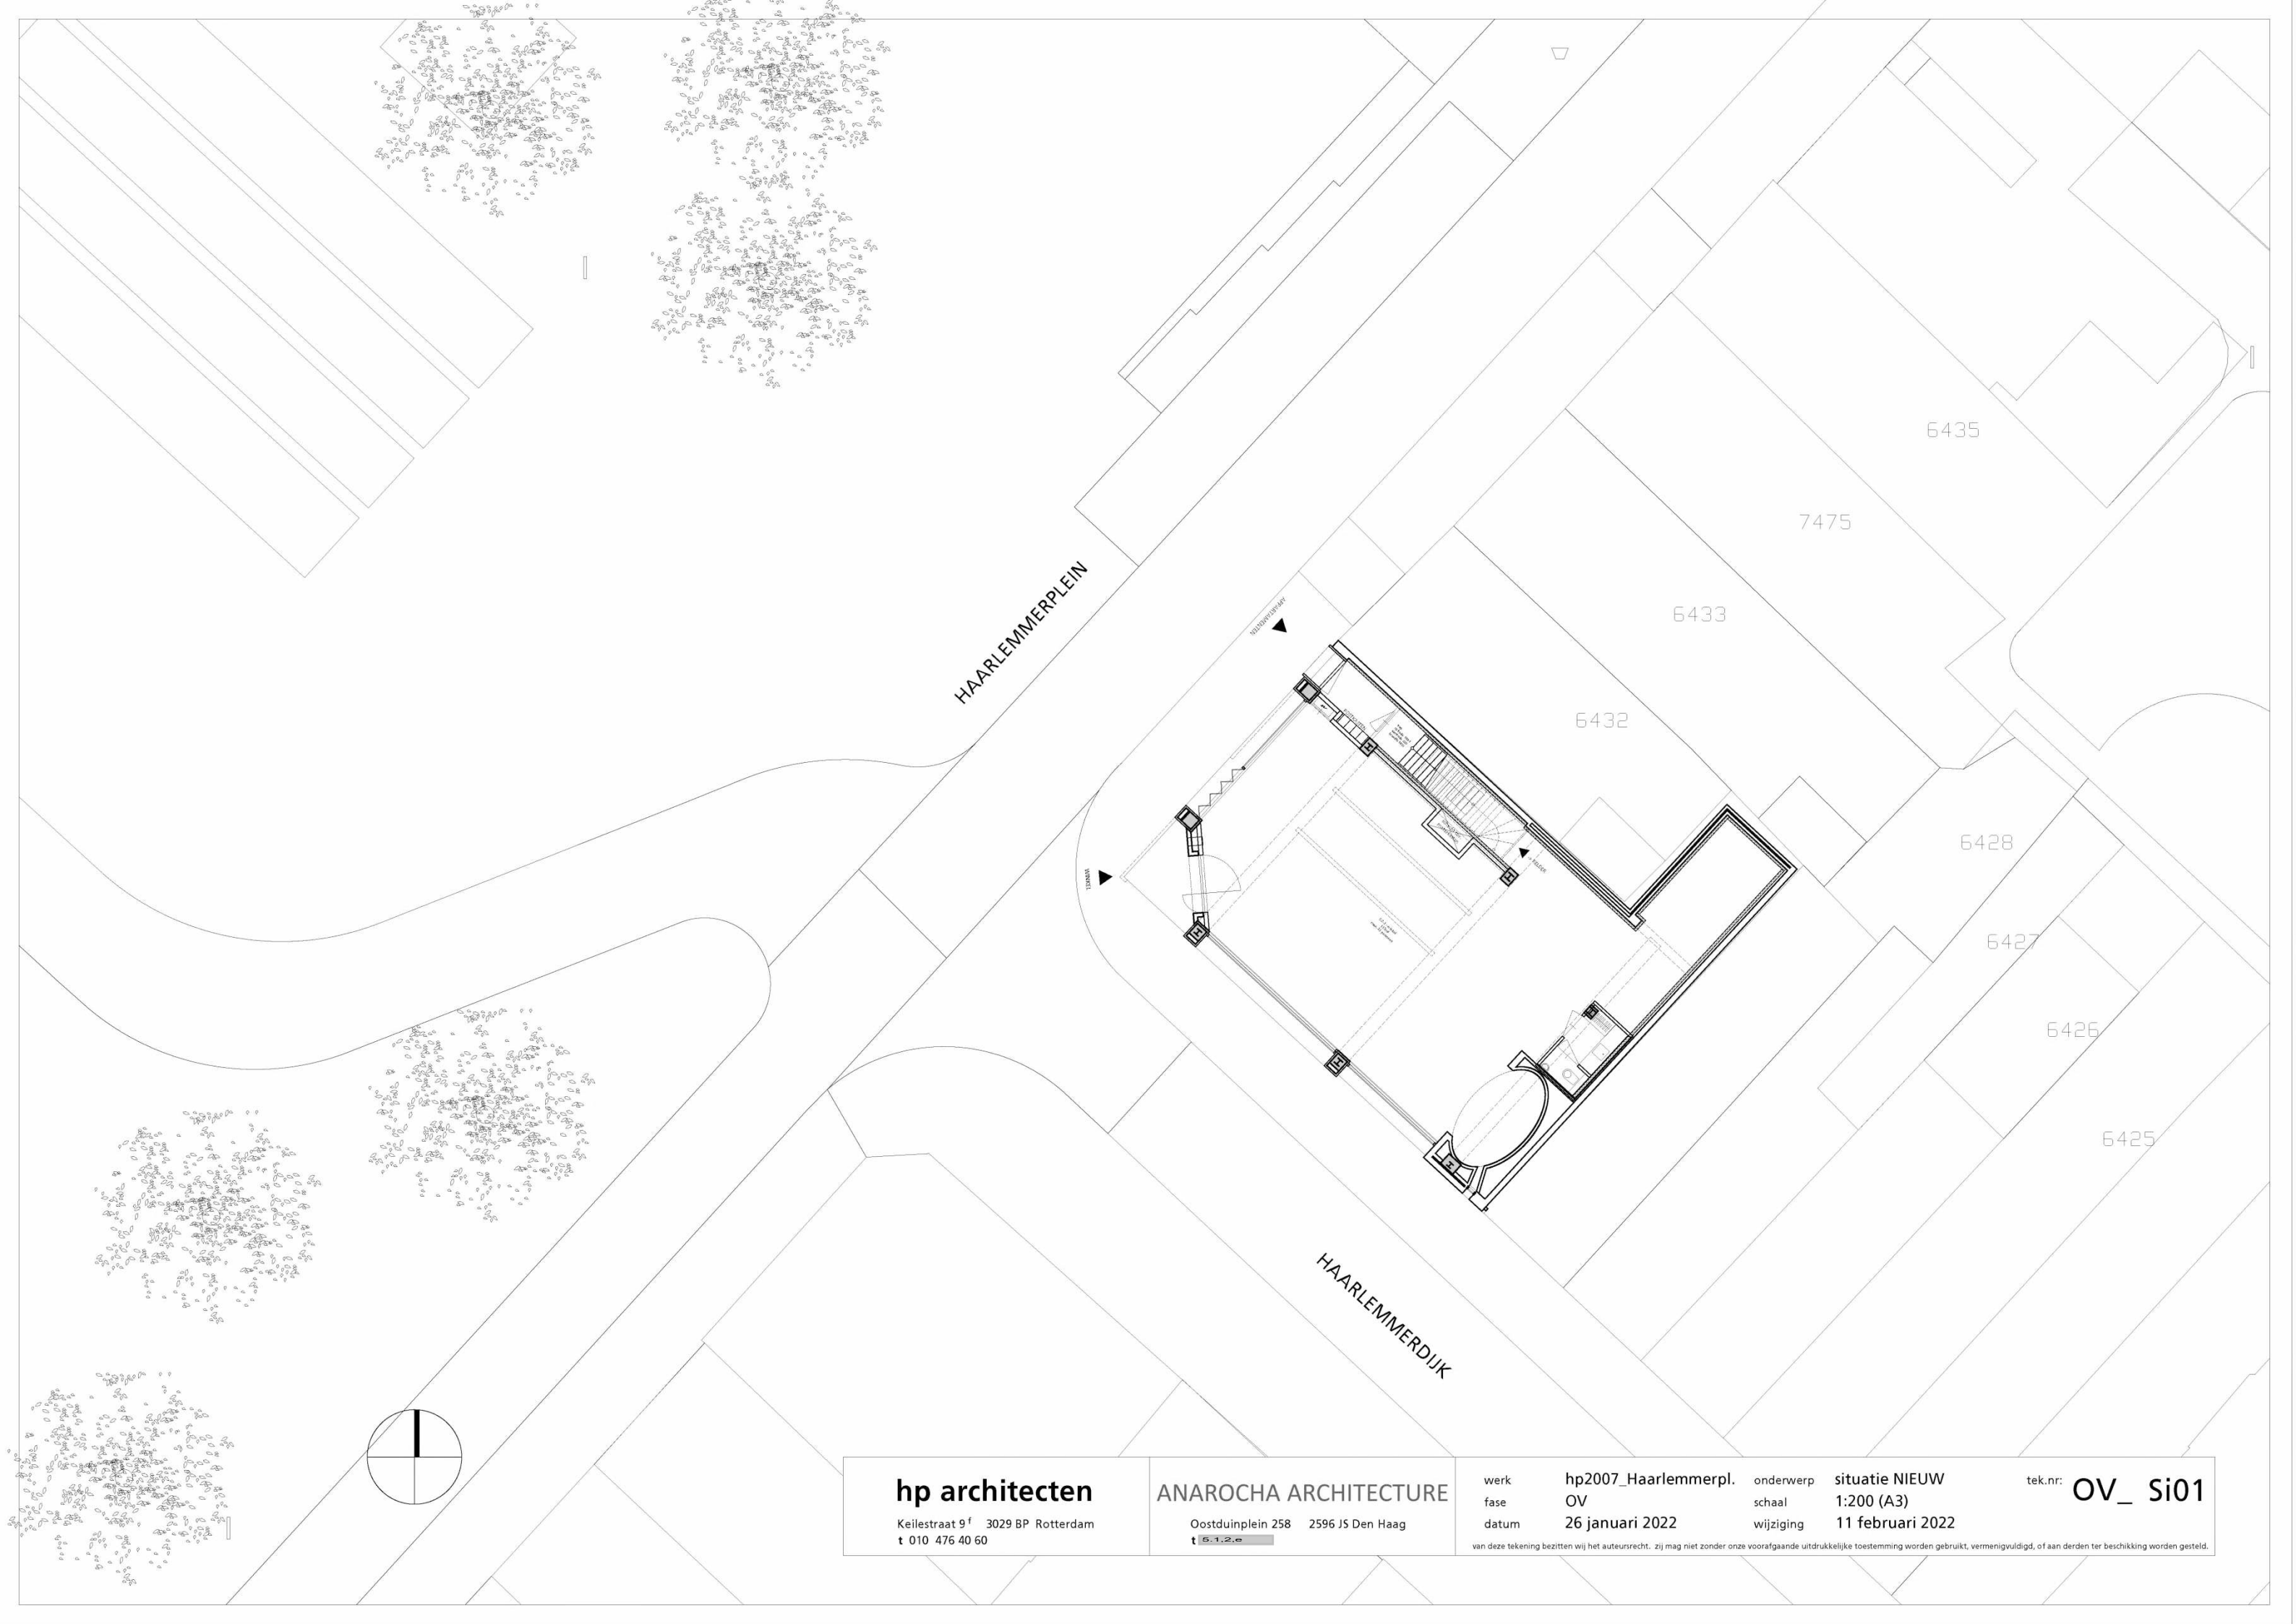 HAARLEMMERPLEIN
APPARTEMENTEN
WINKEL
KELDER
6435
7475
6433
6432
6428
6427
6426
6425
HAARLEMMERDIJK
hp architecten
Keilestraat 9f 3029 BP Rotterdam
t 010 476 40 60
ANAROCHA ARCHITECTURE
Oostduinplein 258 2596 JS Den Haag
t 5.1,2,e
werk hp2007_Haarlemmerpl. onderwerp situatie NIEUW tek.nr: OV_ Si01
fase OV schaal 1:200 (A3)
datum 26 januari 2022 wijziging 11 februari 2022
van deze tekening bezitten wij het auteursrecht. zij mag niet zonder onze voorafgaande uitdrukkelijke toestemming worden gebruikt, vermenigvuldigd, of aan derden ter beschikking worden gesteld.